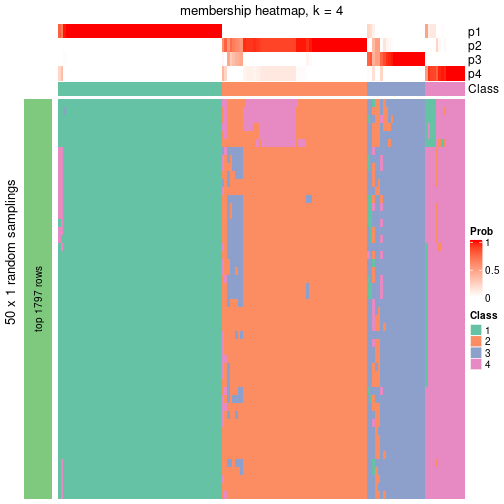 membership heatmap, k = 4
p1
p2
p3
p4
Class
50 x 1 random samplings
top 1797 rows
Prob
1
0.5
0
Class
1
2
3
4